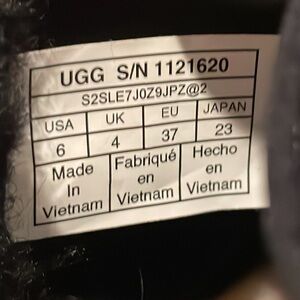 UGG S/N 1121620
S2SLE7J0Z9JPZ@2
USA UK EU JAPAN
6 4 37 23
Made Fabriqué Hecho
In en en
Vietnam Vietnam Vietnam